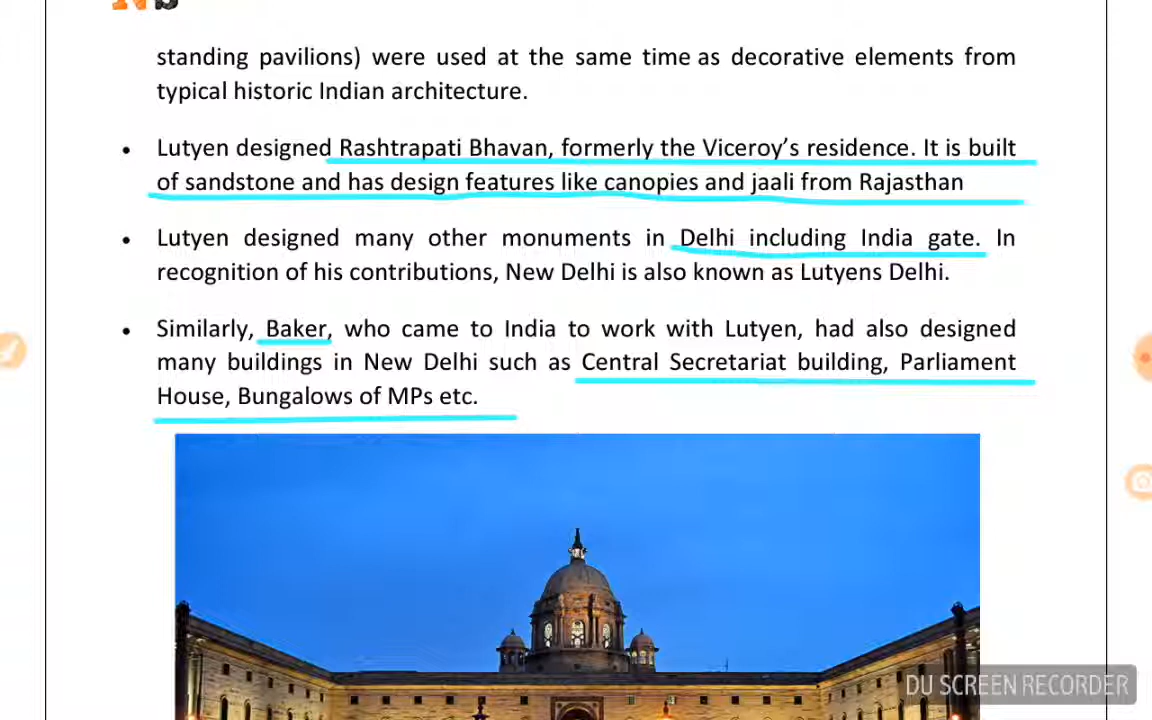 standing pavilions) were used at the same time as decorative elements from
typical historic Indian architecture.
• Lutyen designed Rashtrapati Bhavan, formerly the Viceroy’s residence. It is built
of sandstone and has design features like canopies and jaali from Rajasthan
• Lutyen designed many other monuments in Delhi including India gate. In
recognition of his contributions, New Delhi is also known as Lutyens Delhi.
• Similarly, Baker, who came to India to work with Lutyen, had also designed
many buildings in New Delhi such as Central Secretariat building, Parliament
House, Bungalows of MPs etc.
DU SCREEN RECORDER